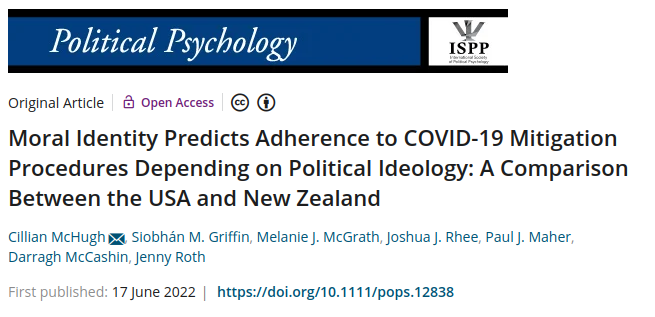 Political Psychology
ISPP
International Society
of Political Psychology
Original Article
Open Access
cc
Moral Identity Predicts Adherence to COVID-19 Mitigation
Procedures Depending on Political Ideology: A Comparison
Between the USA and New Zealand
Cillian McHugh, Siobhán M. Griffin, Melanie J. McGrath, Joshua J. Rhee, Paul J. Maher,
Darragh McCashin, Jenny Roth
First published: 17 June 2022 | https://doi.org/10.1111/pops.12838